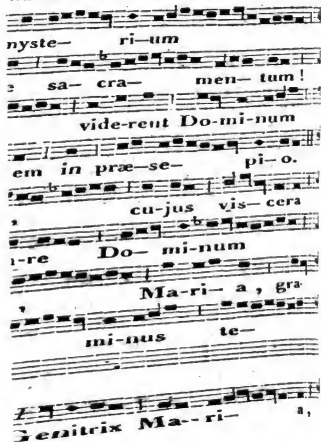 nyste– ri–um
sa– cra– men– tum!
vide-rent Do-mi-num
em in præ–se– pi–o.
cu-jus vis–cera
-re Do– mi-num
Ma–ri– a, gra-
mi-nus te–
Genitrix Ma–ri– a,